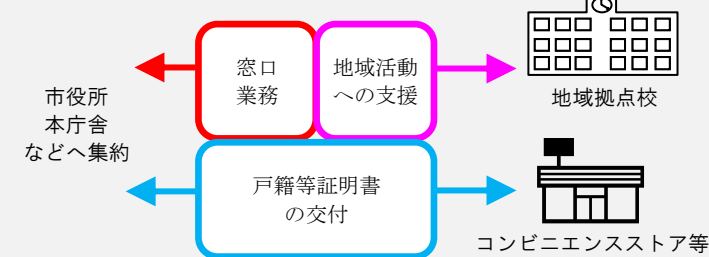 窓口
業務
地域活動
への支援
市役所
本庁舎
などへ集約
地域拠点校
戸籍等証明書
の交付
コンビニエンスストア等